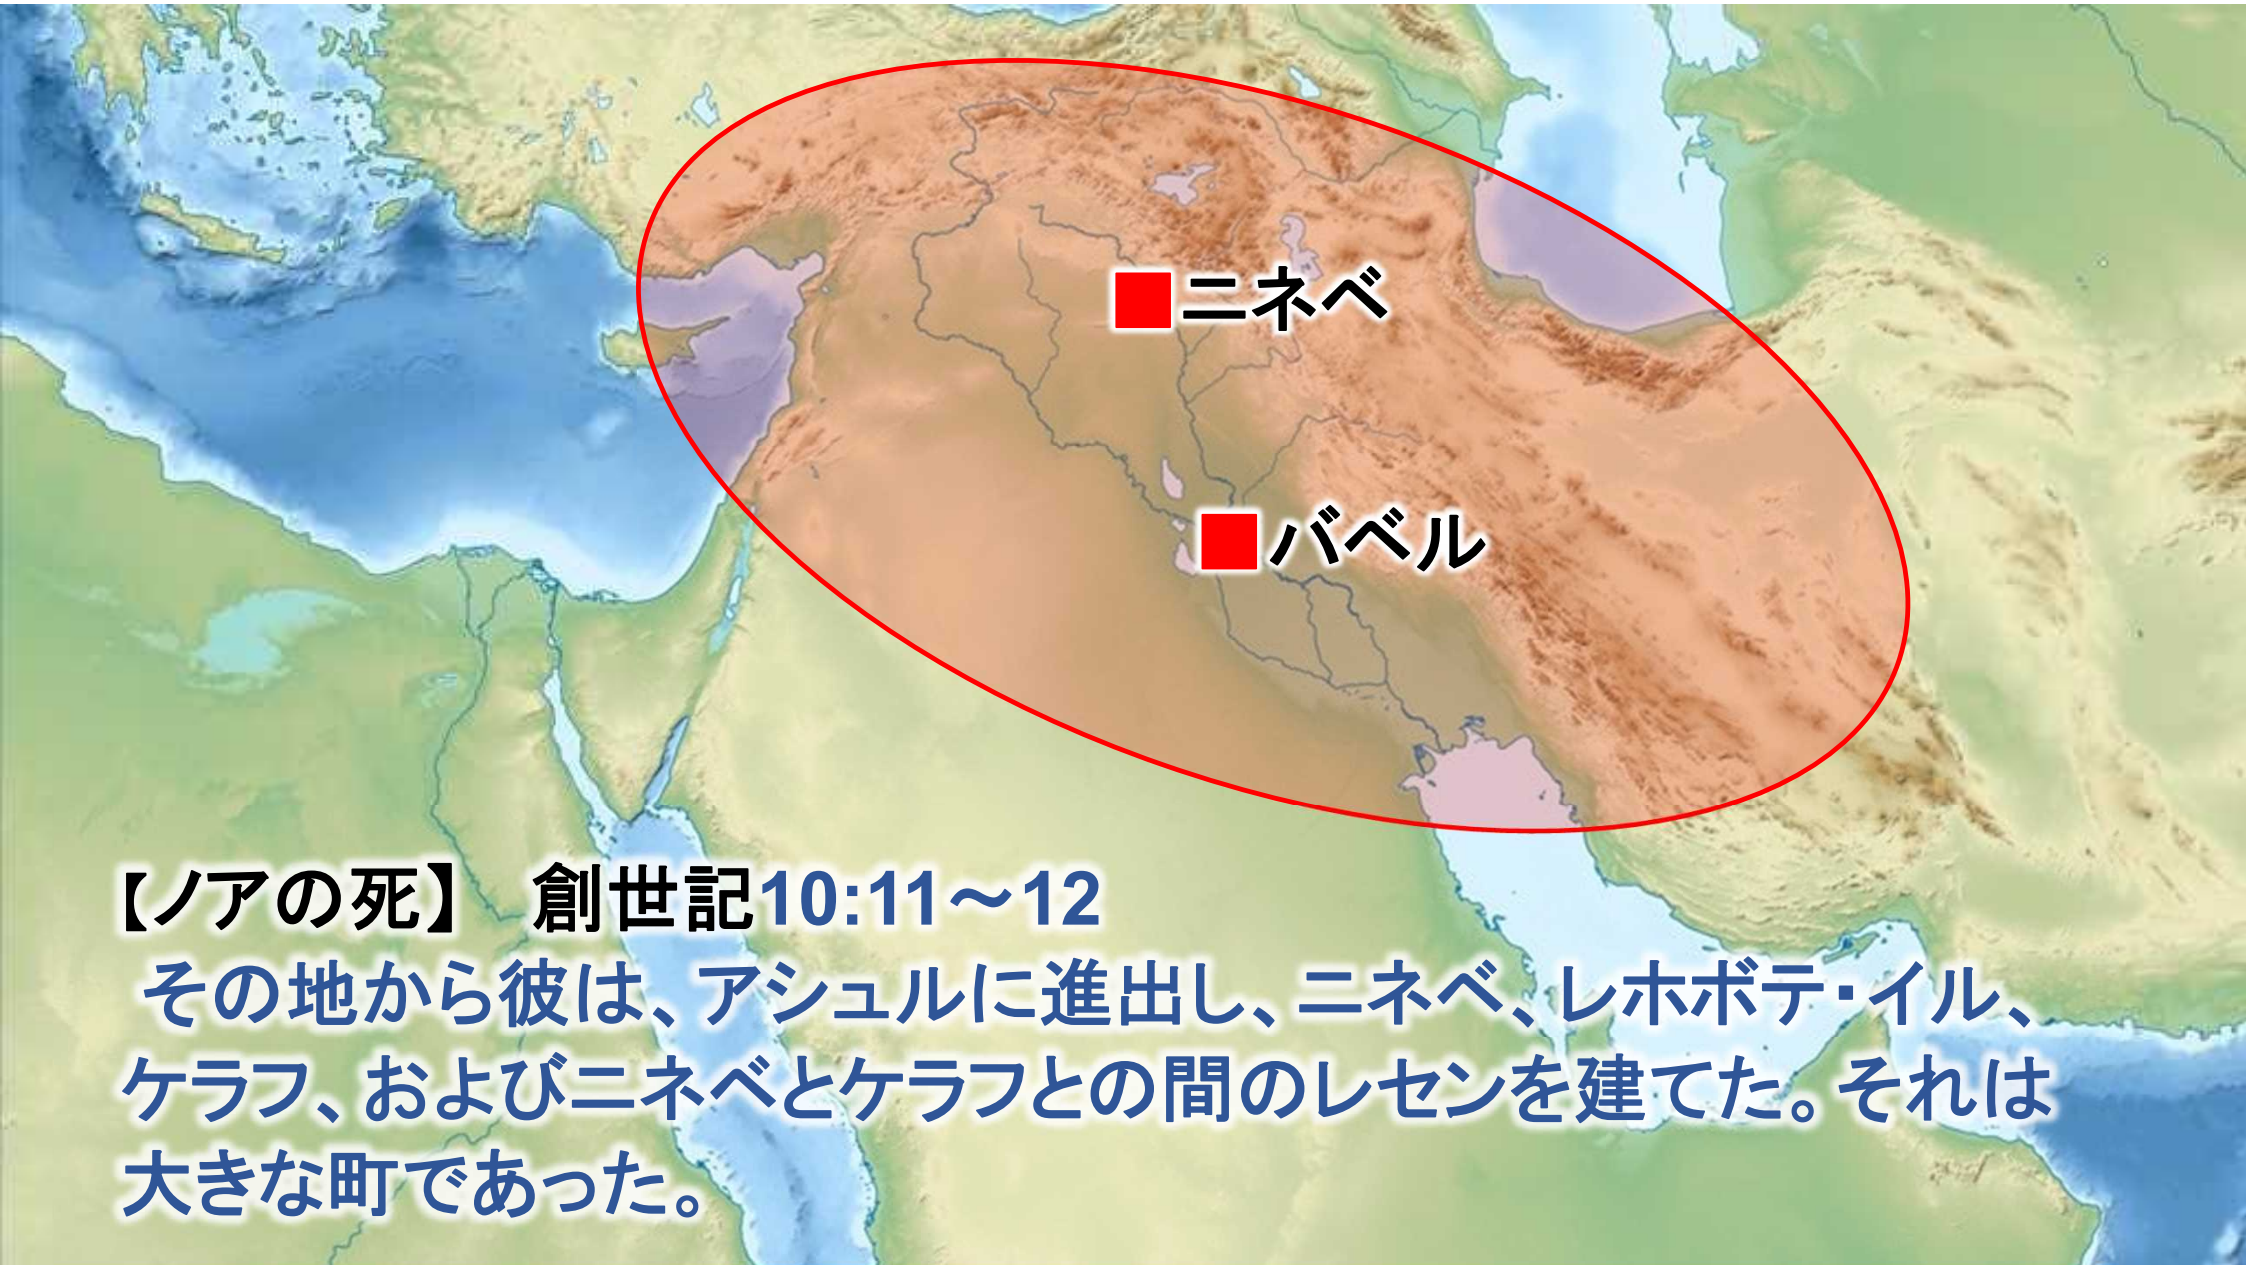 ニネベ
バベル
【ノアの死】　創世記10:11～12
その地から彼は、アシュルに進出し、ニネベ、レホボテ・イル、
ケラフ、およびニネベとケラフとの間のレセンを建てた。それは
大きな町であった。